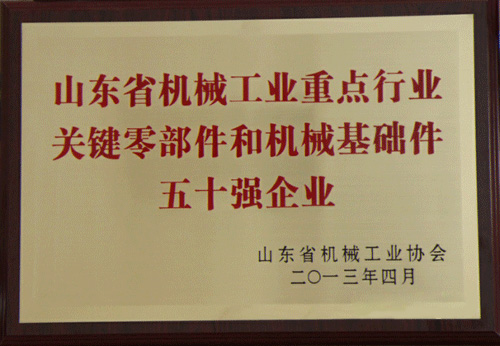 山东省机械工业重点行业
关键零部件和机械基础件
五十强企业
山东省机械工业协会
二〇一三年四月